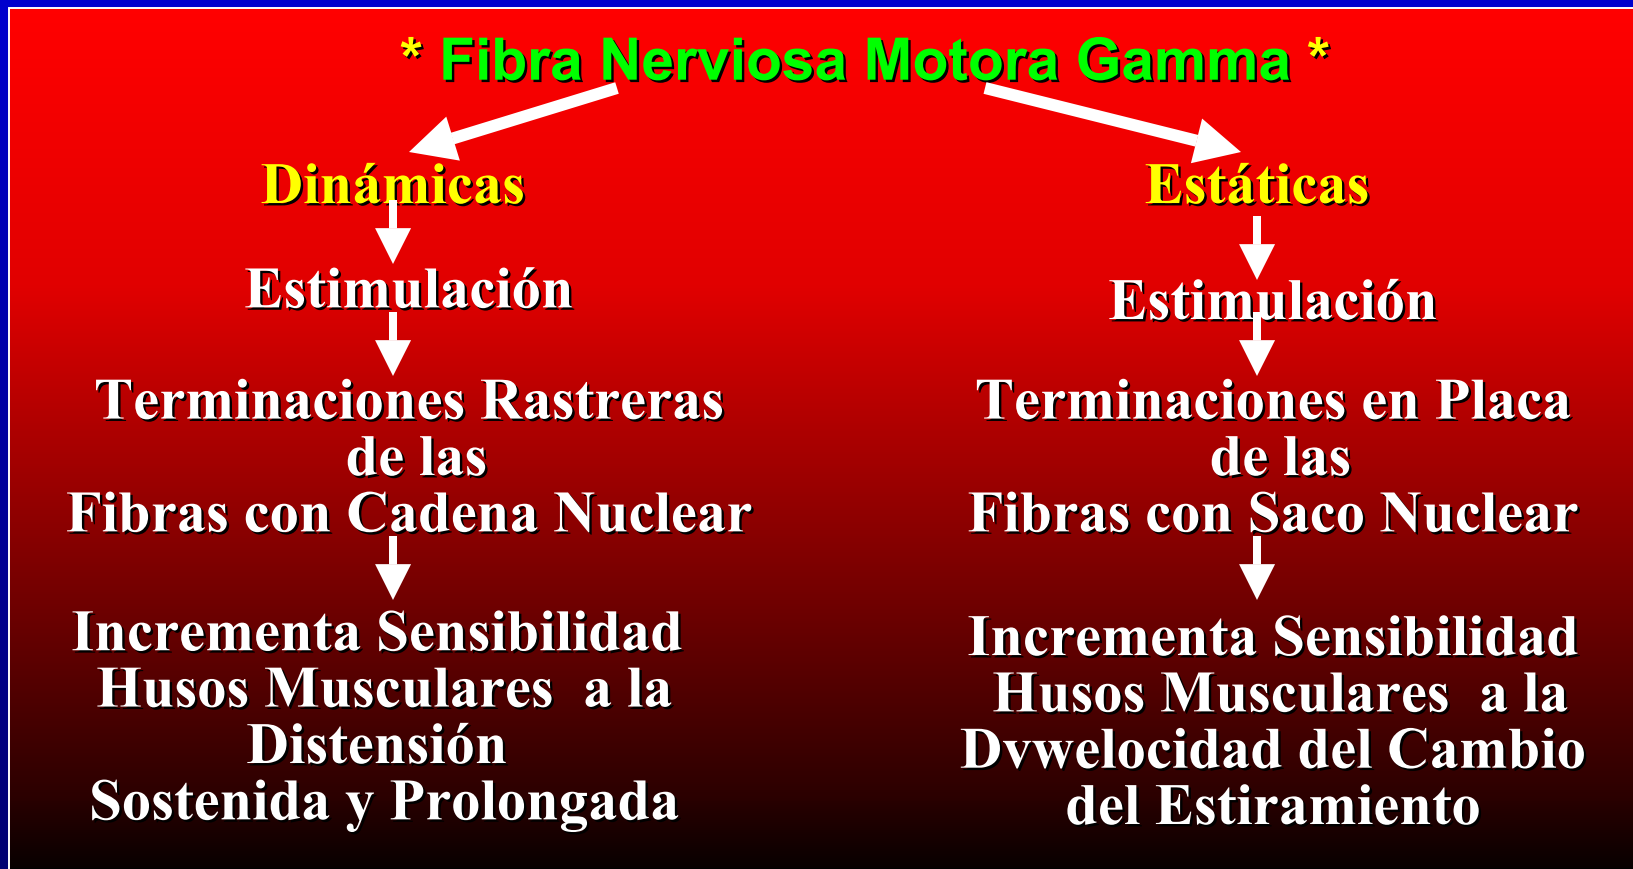 * Fibra Nerviosa Motora Gamma *
Dinámicas
Estimulación
Terminaciones Rastreras
de las
Fibras con Cadena Nuclear
Incrementa Sensibilidad
Husos Musculares a la
Distensión
Sostenida y Prolongada
Estáticas
Estimulación
Terminaciones en Placa
de las
Fibras con Saco Nuclear
Incrementa Sensibilidad
Husos Musculares a la
Dvwelocidad del Cambio
del Estiramiento